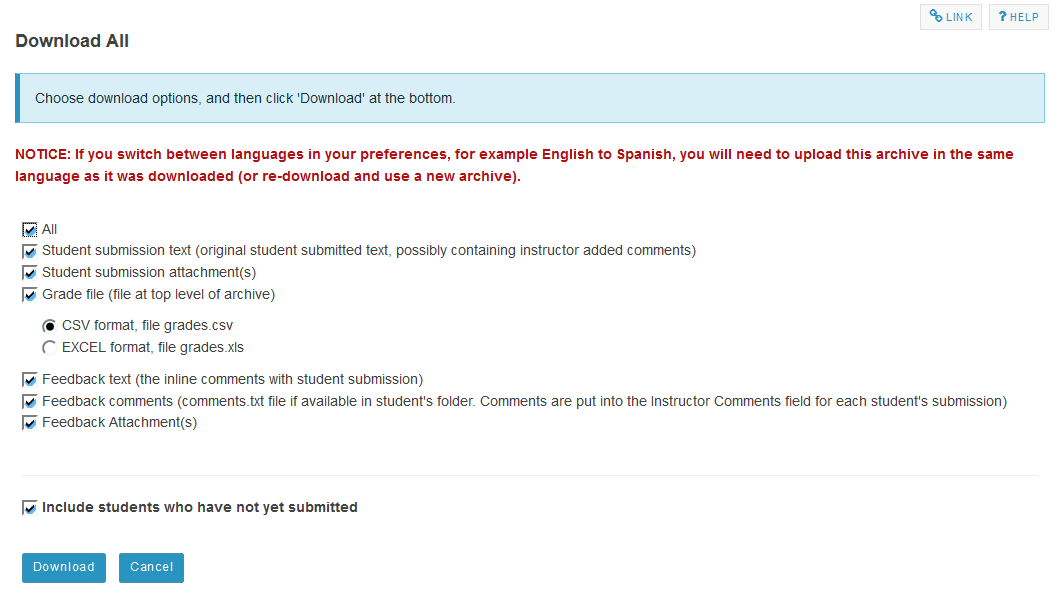 LINK
? HELP
Download All
Choose download options, and then click 'Download' at the bottom.
NOTICE: If you switch between languages in your preferences, for example English to Spanish, you will need to upload this archive in the same
language as it was downloaded (or re-download and use a new archive).
All
Student submission text (original student submitted text, possibly containing instructor added comments)
Student submission attachment(s)
Grade file (file at top level of archive)
CSV format, file grades.csv
EXCEL format, file grades.xls
Feedback text (the inline comments with student submission)
Feedback comments (comments.txt file if available in student's folder. Comments are put into the Instructor Comments field for each student's submission)
Feedback Attachment(s)
Include students who have not yet submitted
Download
Cancel